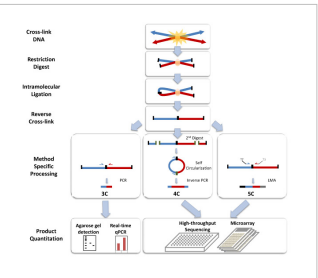 Cross-link
DNA
Restriction
Digest
Intramolecular
Ligation
Reverse
Cross-link
2nd Digest
Self
Circularization
Method
Specific
Processing
PCR
Inverse PCR
LMA
3C
4C
5C
Product
Quantitation
Agarose gel
detection
Real-time
qPCR
High-throughput
Sequencing
Microarray